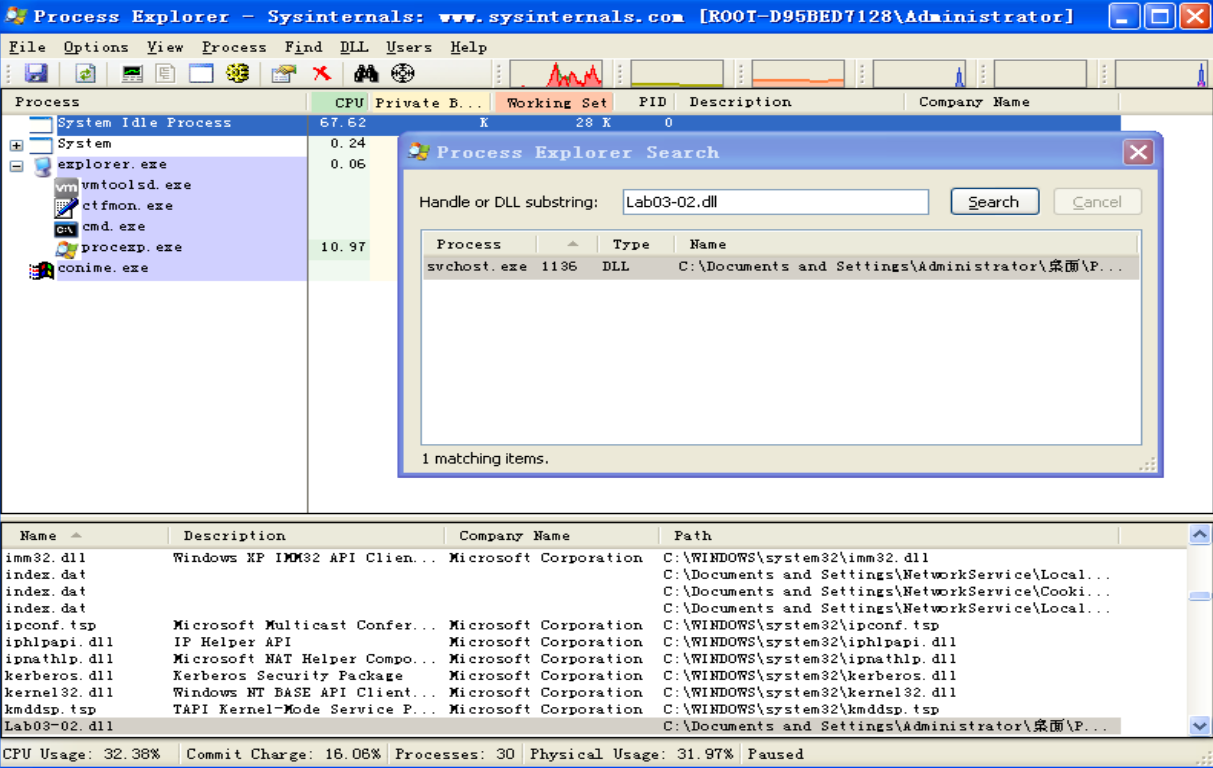 Process Explorer - Sysinternals: www.sysinternals.com [ROOT-D95BED7128\Administrator]
File Options View Process Find DLL Users Help
Process CPU Private B... Working Set PID Description Company Name
System Idle Process 67.62 K 28 K 0
System 0.24
explorer.exe 0.06
vmtoolsd.exe
ctfmon.exe
cmd.exe
procexp.exe 10.97
conime.exe
Process Explorer Search
Handle or DLL substring: Lab03-02.dll Search Cancel
Process Type Name
svchost.exe 1136 DLL C:\Documents and Settings\Administrator\桌面\P...
1 matching items.
Name Description Company Name Path
imm32.dll Windows XP IMM32 API Clien... Microsoft Corporation C:\WINDOWS\system32\imm32.dll
index.dat C:\Documents and Settings\NetworkService\Local...
index.dat C:\Documents and Settings\NetworkService\Cooki...
index.dat C:\Documents and Settings\NetworkService\Local...
ipconf.tsp Microsoft Multicast Confer... Microsoft Corporation C:\WINDOWS\system32\ipconf.tsp
iphlpapi.dll IP Helper API Microsoft Corporation C:\WINDOWS\system32\iphlpapi.dll
ipnathlp.dll Microsoft NAT Helper Compo... Microsoft Corporation C:\WINDOWS\system32\ipnathlp.dll
kerberos.dll Kerberos Security Package Microsoft Corporation C:\WINDOWS\system32\kerberos.dll
kernel32.dll Windows NT BASE API Client... Microsoft Corporation C:\WINDOWS\system32\kernel32.dll
kmddsp.tsp TAPI Kernel-Mode Service P... Microsoft Corporation C:\WINDOWS\system32\kmddsp.tsp
Lab03-02.dll C:\Documents and Settings\Administrator\桌面\P...
CPU Usage: 32.38% Commit Charge: 16.06% Processes: 30 Physical Usage: 31.97% Paused